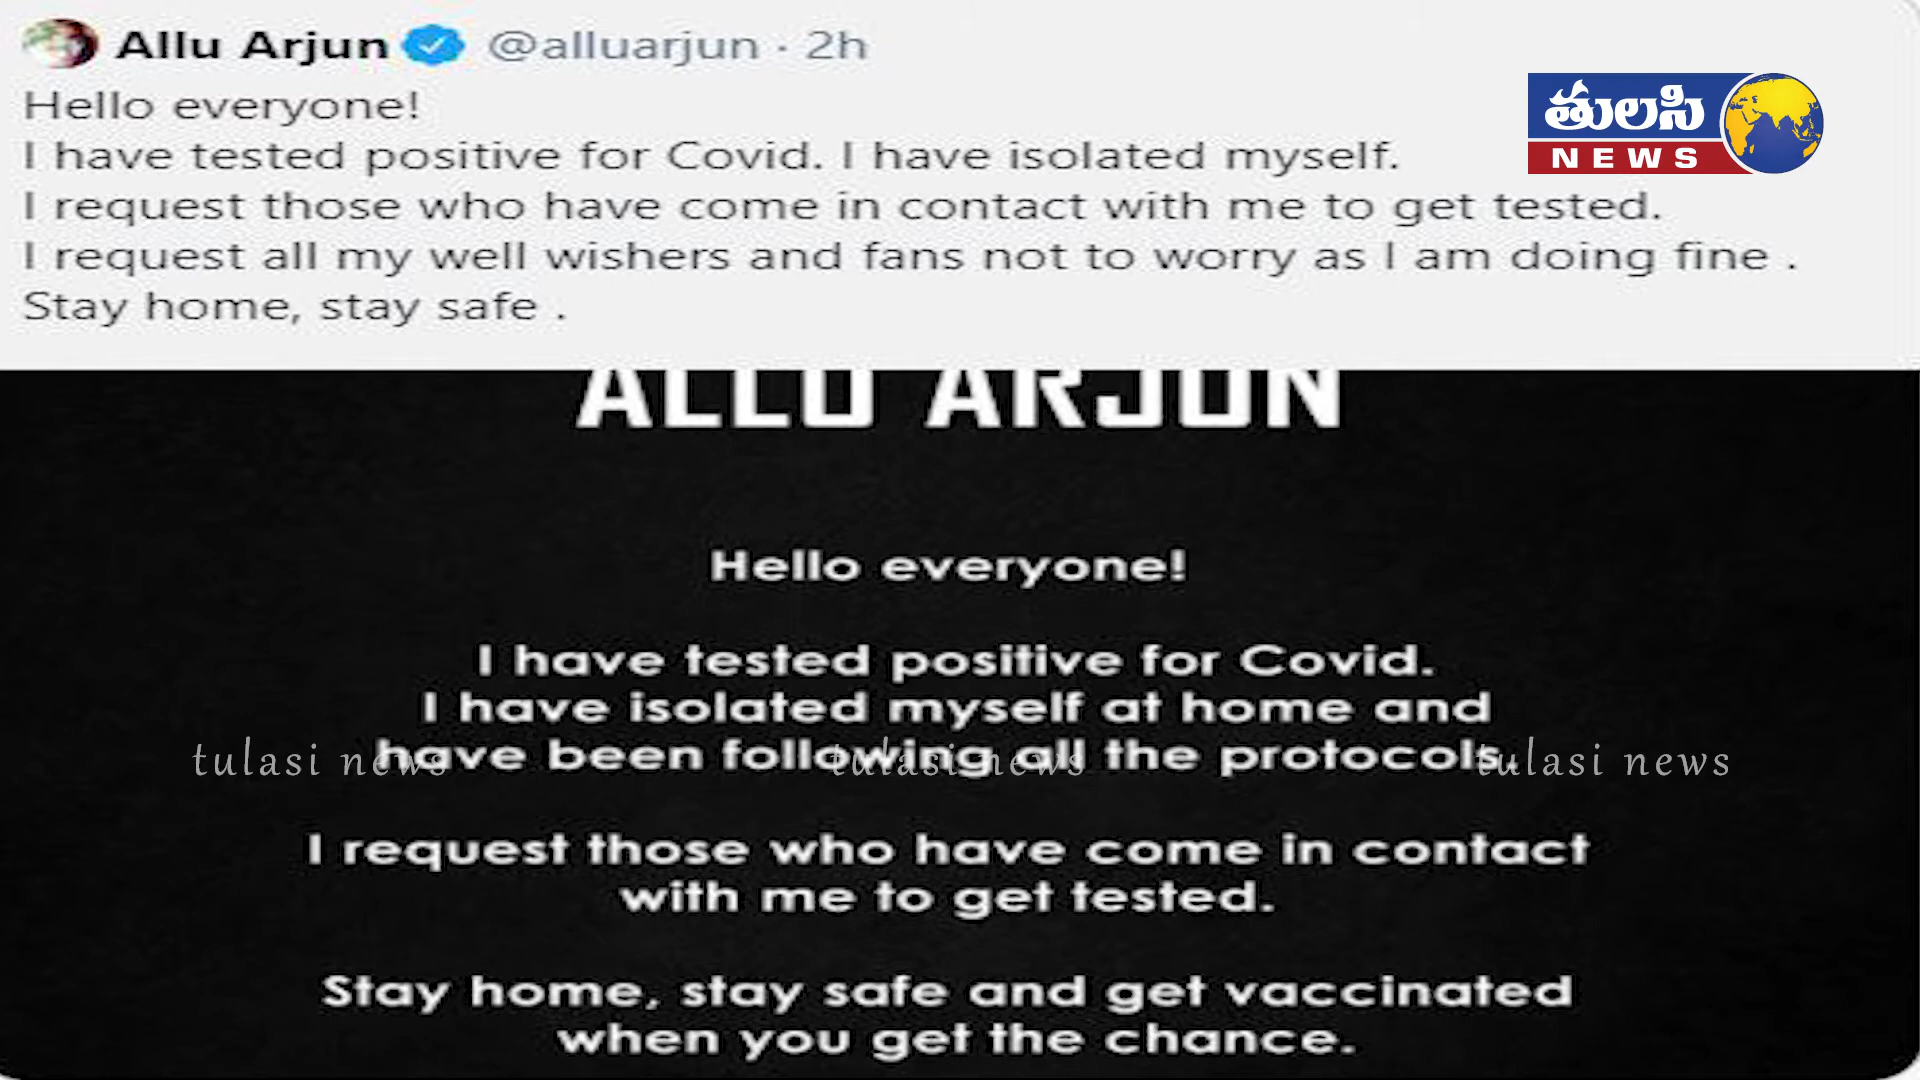 Allu Arjun @alluarjun · 2h
Hello everyone!
I have tested positive for Covid. I have isolated myself.
I request those who have come in contact with me to get tested.
I request all my well wishers and fans not to worry as I am doing fine .
Stay home, stay safe .
తులసి
NEWS
ALLU ARJUN
Hello everyone!
I have tested positive for Covid.
I have isolated myself at home and
have been following all the protocols.
tulasi news tulasi news tulasi news
I request those who have come in contact
with me to get tested.
Stay home, stay safe and get vaccinated
when you get the chance.